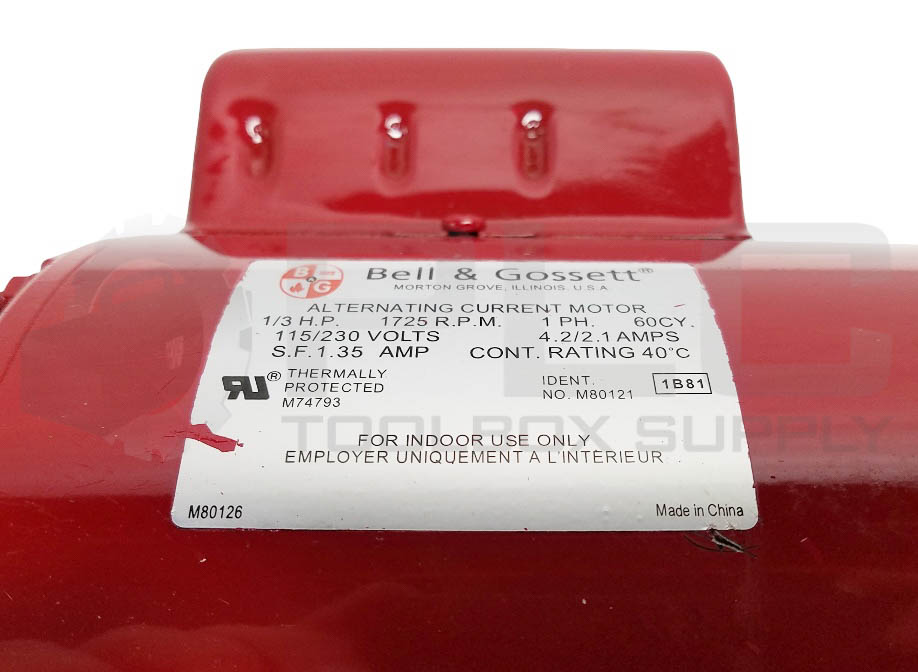 B G
Bell & Gossett®
MORTON GROVE, ILLINOIS, U.S.A.
ALTERNATING CURRENT MOTOR
1/3 H.P. 1725 R.P.M. 1 PH. 60CY.
115/230 VOLTS 4.2/2.1 AMPS
S.F. 1.35 AMP CONT. RATING 40°C
® THERMALLY
PROTECTED
M74793
IDENT.
NO. M80121 1B81
FOR INDOOR USE ONLY
EMPLOYER UNIQUEMENT A L'INTERIEUR
M80126 Made in China
TOOLBOX SUPPLY